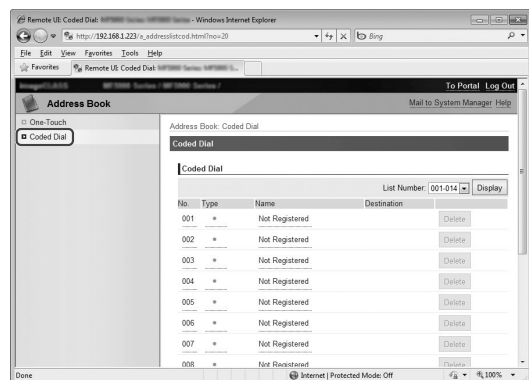 Remote UI: Coded Dial: - Windows Internet Explorer
http://192.168.1.223/a_addresslistcod.html?no=20
Bing
File Edit View Favorites Tools Help
Favorites Remote UI: Coded Dial:
To Portal Log Out
Address Book Mail to System Manager Help
One-Touch
Coded Dial
Address Book: Coded Dial
Coded Dial
Coded Dial
List Number: 001-014 Display
No. Type Name Destination
001 Not Registered Delete
002 Not Registered Delete
003 Not Registered Delete
004 Not Registered Delete
005 Not Registered Delete
006 Not Registered Delete
007 Not Registered Delete
008 Not Registered Delete
Done Internet | Protected Mode: Off 100%